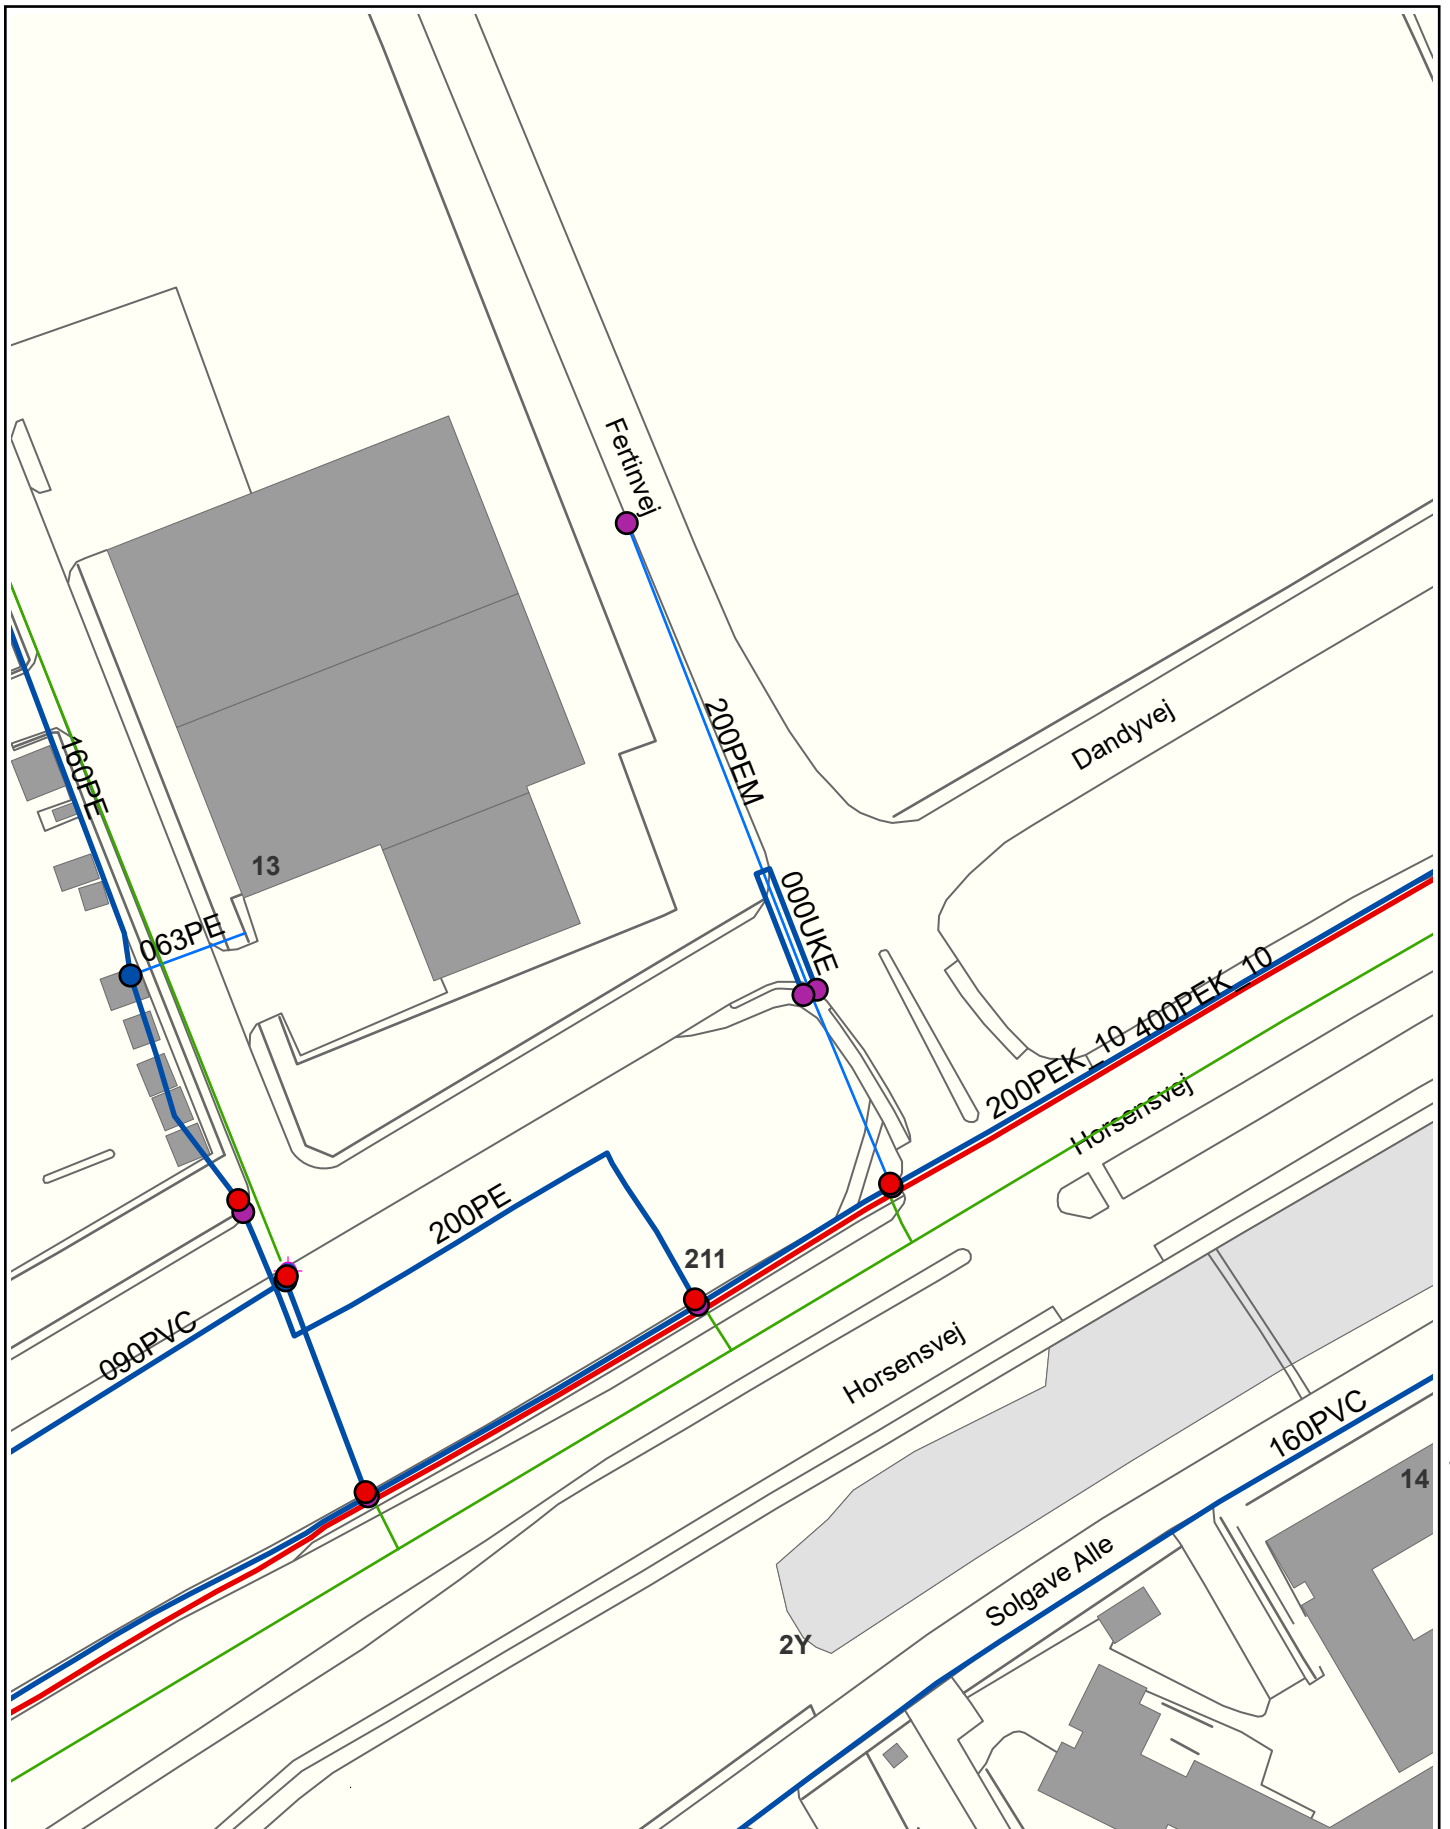 Fertinvej
Dandyvej
200PEM
160PE
13
000UKE
063PE
200PEK_10 400PEK_10
Horsensvej
200PE
211
090PVC
Horsensvej
160PVC
14
Solgave Alle
2Y